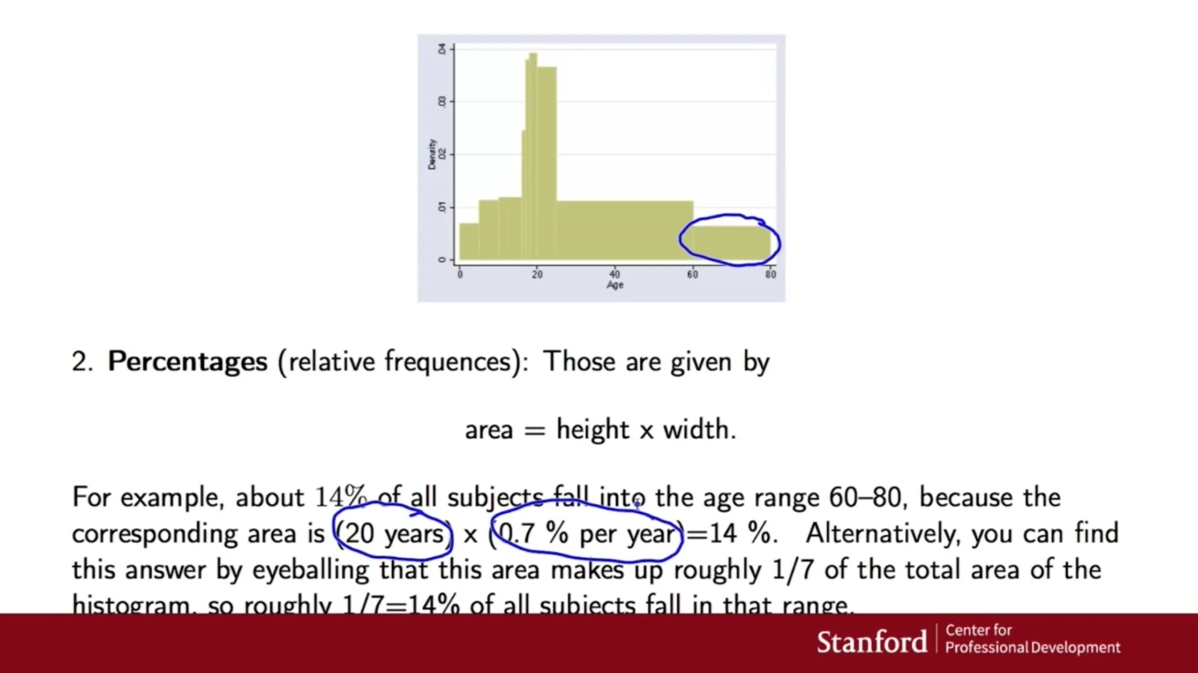 .04
.03
.02
.01
0
Density
0 20 40 60 80
Age
2. Percentages (relative frequences): Those are given by
area = height x width.
For example, about 14% of all subjects fall into the age range 60–80, because the
corresponding area is (20 years) x (0.7 % per year)=14 %. Alternatively, you can find
this answer by eyeballing that this area makes up roughly 1/7 of the total area of the
histogram, so roughly 1/7=14% of all subjects fall in that range.
Stanford
Center for
Professional Development